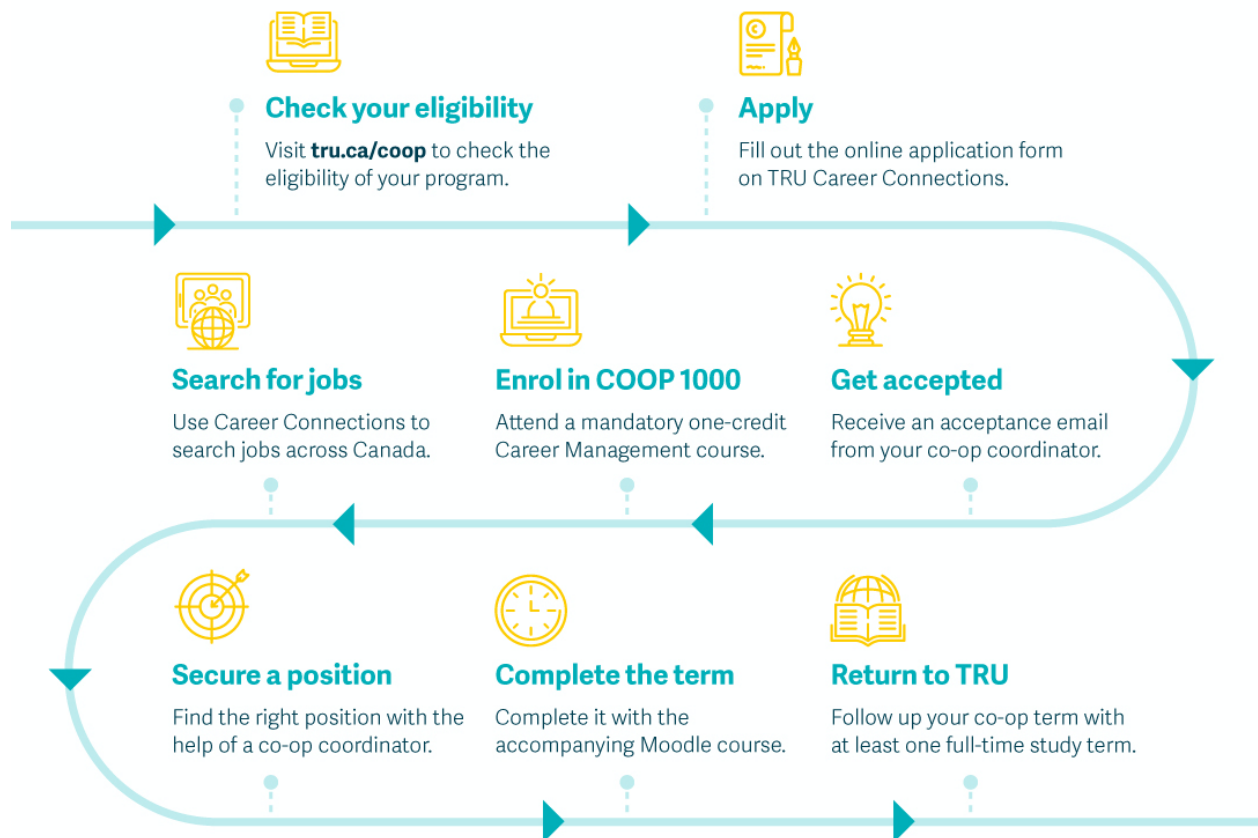 Check your eligibility
Visit tru.ca/coop to check the
eligibility of your program.
Apply
Fill out the online application form
on TRU Career Connections.
Get accepted
Receive an acceptance email
from your co-op coordinator.
Enrol in COOP 1000
Attend a mandatory one-credit
Career Management course.
Search for jobs
Use Career Connections to
search jobs across Canada.
Secure a position
Find the right position with the
help of a co-op coordinator.
Complete the term
Complete it with the
accompanying Moodle course.
Return to TRU
Follow up your co-op term with
at least one full-time study term.